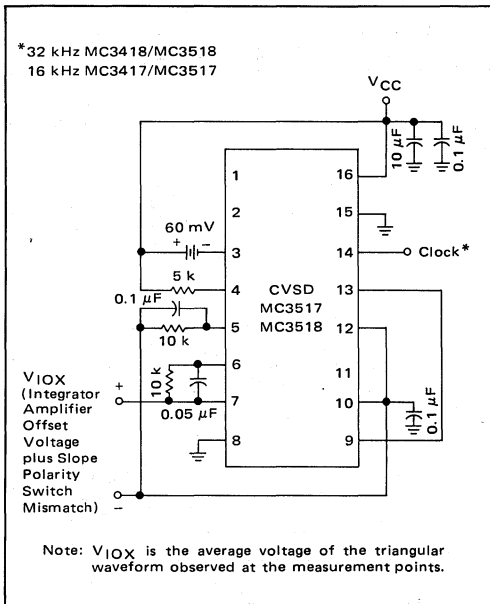 *32 kHz MC3418/MC3518
16 kHz MC3417/MC3517
VCC
10 µF
0.1 µF
1
16
2
15
60 mV
+ -
3
14
Clock*
5 k
4
CVSD
13
0.1 µF
MC3517
5
MC3518
12
10 k
6
11
10 k
VIOX
(Integrator
Amplifier
Offset
Voltage
plus Slope
Polarity
Switch
Mismatch)
+
-
0.05 µF
7
10
0.1 µF
8
9
Note: VIOX is the average voltage of the triangular
waveform observed at the measurement points.